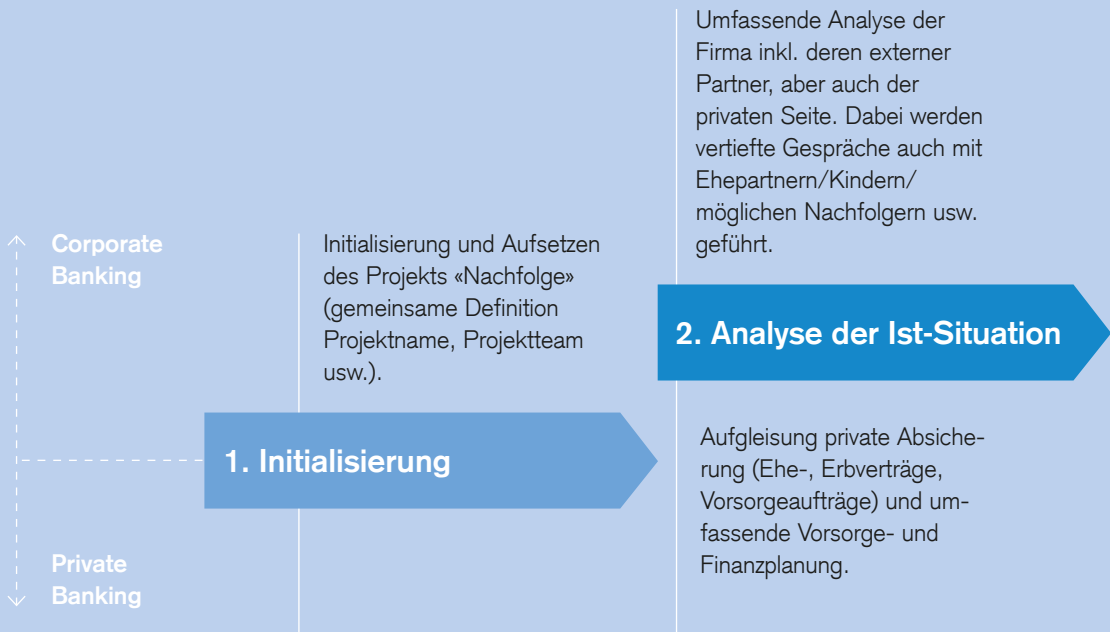 Corporate
Banking
Initialisierung und Aufsetzen
des Projekts «Nachfolge»
(gemeinsame Definition
Projektname, Projektteam
usw.).
1. Initialisierung
Private
Banking
Umfassende Analyse der
Firma inkl. deren externer
Partner, aber auch der
privaten Seite. Dabei werden
vertiefte Gespräche auch mit
Ehepartnern/Kindern/
möglichen Nachfolgern usw.
geführt.
2. Analyse der Ist-Situation
Aufgleisung private Absiche-
rung (Ehe-, Erbverträge,
Vorsorgeaufträge) und um-
fassende Vorsorge- und
Finanzplanung.